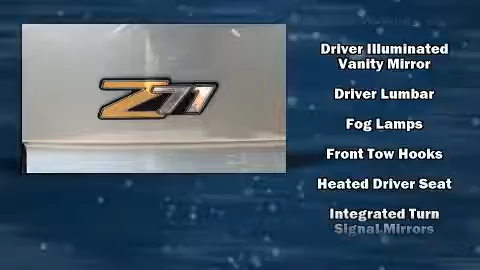 Z71
Driver Illuminated
Vanity Mirror
Driver Lumbar
Fog Lamps
Front Tow Hooks
Heated Driver Seat
Integrated Turn
Signal Mirrors